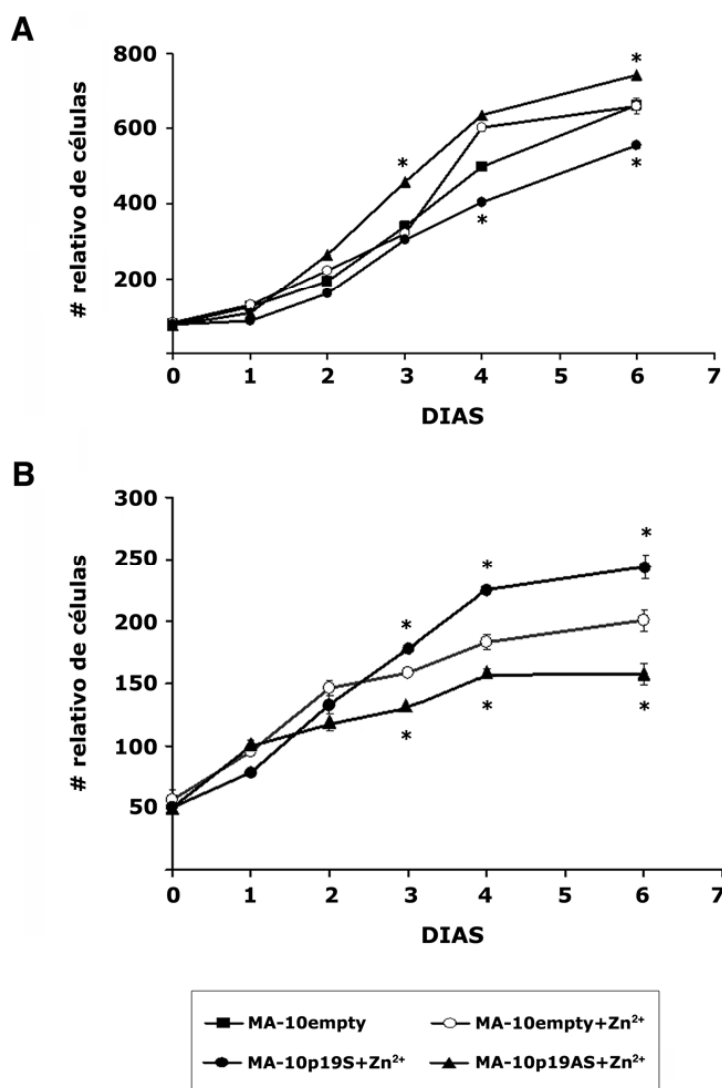 A
# relativo de células
800
*
600
*
400
*
*
200
0 1 2 3 4 5 6 7
DIAS
B
# relativo de células
300
*
*
250
*
200
150
*
*
*
100
50
0 1 2 3 4 5 6 7
DIAS
MA-10empty
MA-10empty+Zn²⁺
MA-10p19S+Zn²⁺
MA-10p19AS+Zn²⁺